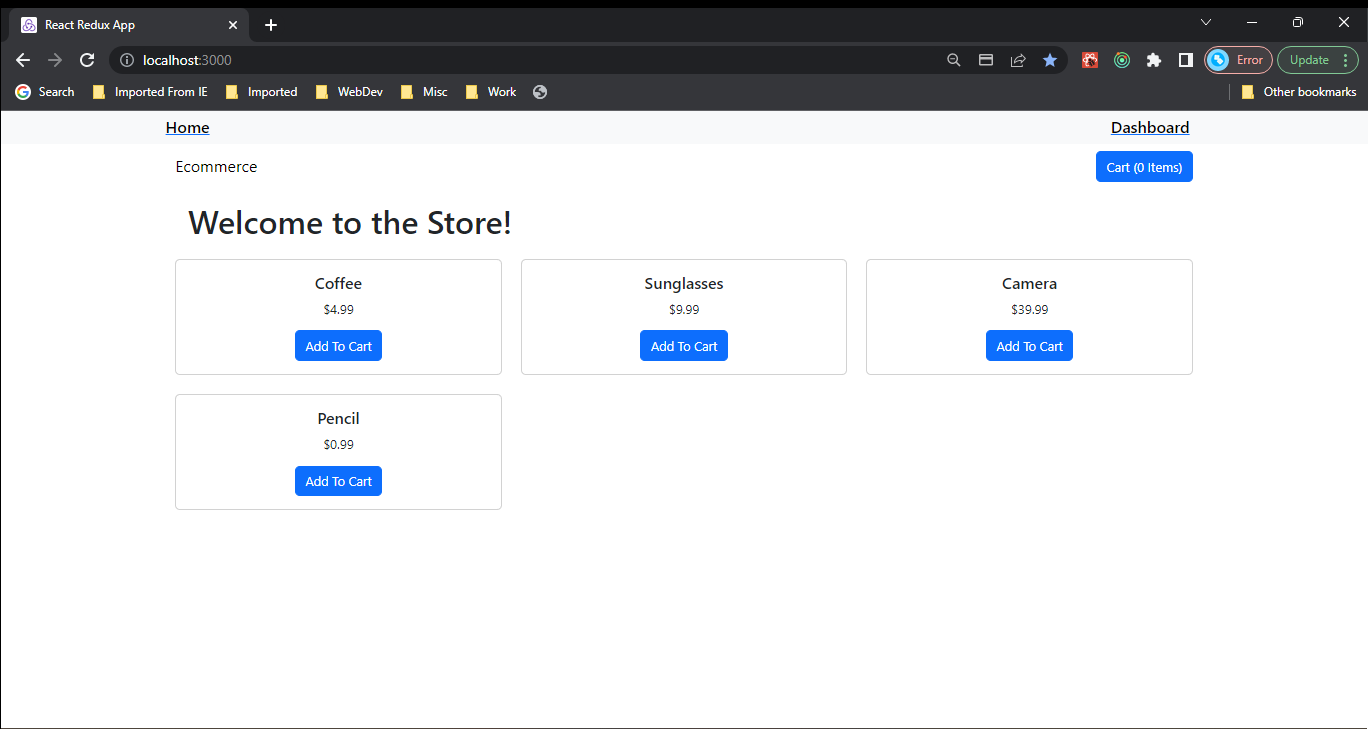 React Redux App
localhost:3000
Error
Update
Search
Imported From IE
Imported
WebDev
Misc
Work
Other bookmarks
Home
Dashboard
Ecommerce
Cart (0 Items)
Welcome to the Store!
Coffee
$4.99
Add To Cart
Sunglasses
$9.99
Add To Cart
Camera
$39.99
Add To Cart
Pencil
$0.99
Add To Cart